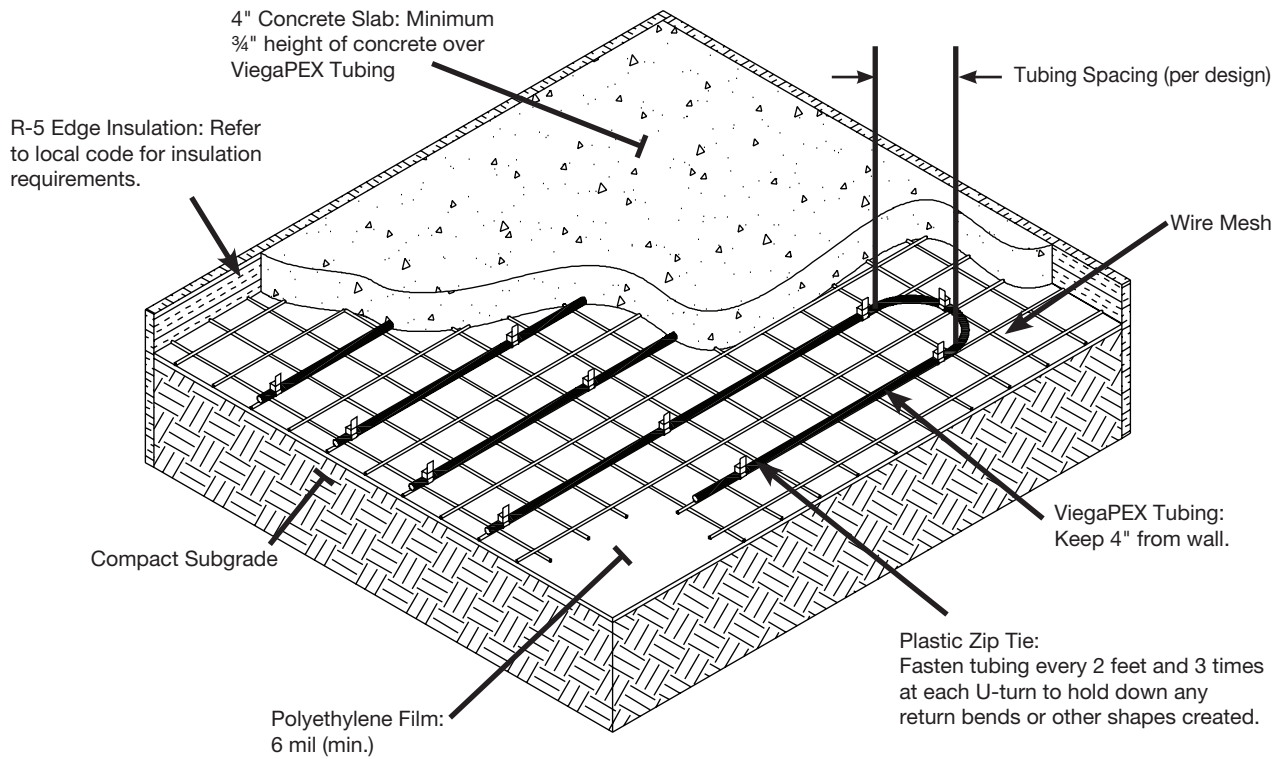 4" Concrete Slab: Minimum
¾" height of concrete over
ViegaPEX Tubing
Tubing Spacing (per design)
R-5 Edge Insulation: Refer
to local code for insulation
requirements.
Wire Mesh
ViegaPEX Tubing:
Keep 4" from wall.
Compact Subgrade
Plastic Zip Tie:
Fasten tubing every 2 feet and 3 times
at each U-turn to hold down any
return bends or other shapes created.
Polyethylene Film:
6 mil (min.)